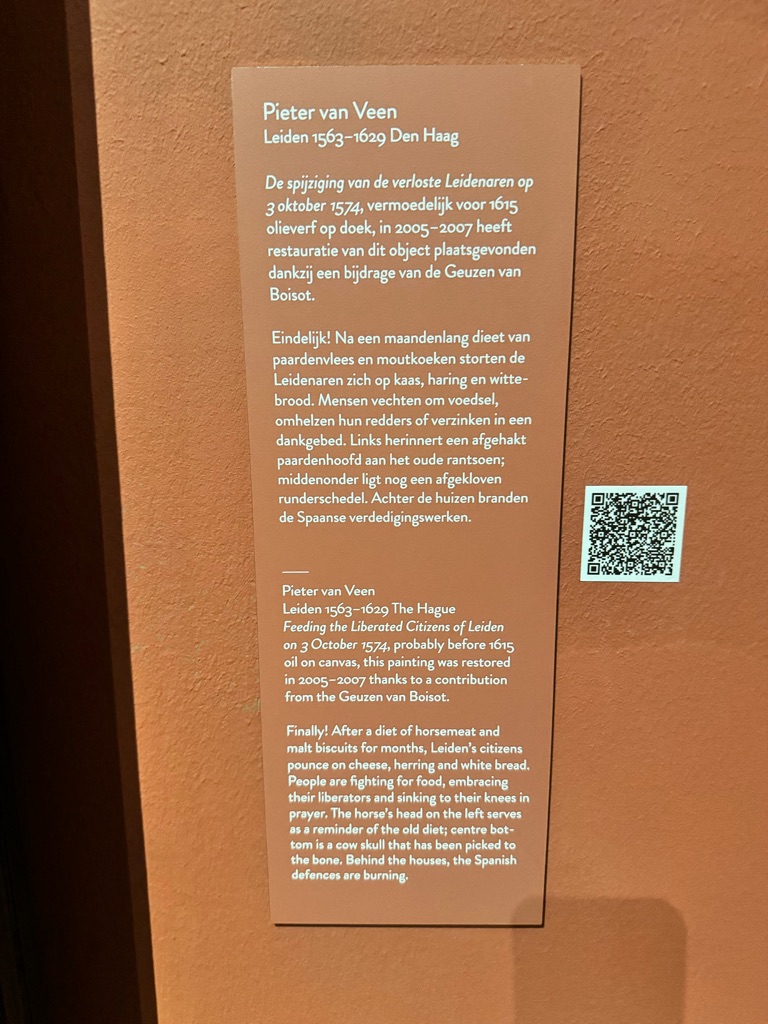 Pieter van Veen
Leiden 1563–1629 Den Haag
De spijziging van de verloste Leidenaren op
3 oktober 1574, vermoedelijk voor 1615
olieverf op doek, in 2005–2007 heeft
restauratie van dit object plaatsgevonden
dankzij een bijdrage van de Geuzen van
Boisot.
Eindelijk! Na een maandenlang dieet van
paardenvlees en moutkoeken storten de
Leidenaren zich op kaas, haring en witte-
brood. Mensen vechten om voedsel,
omhelzen hun redders of verzinken in een
dankgebed. Links herinnert een afgehakt
paardenhoofd aan het oude rantsoen;
middenonder ligt nog een afgekloven
runderschedel. Achter de huizen branden
de Spaanse verdedigingswerken.
Pieter van Veen
Leiden 1563–1629 The Hague
Feeding the Liberated Citizens of Leiden
on 3 October 1574, probably before 1615
oil on canvas, this painting was restored
in 2005–2007 thanks to a contribution
from the Geuzen van Boisot.
Finally! After a diet of horsemeat and
malt biscuits for months, Leiden's citizens
pounce on cheese, herring and white bread.
People are fighting for food, embracing
their liberators and sinking to their knees in
prayer. The horse's head on the left serves
as a reminder of the old diet; centre bot-
tom is a cow skull that has been picked to
the bone. Behind the houses, the Spanish
defences are burning.